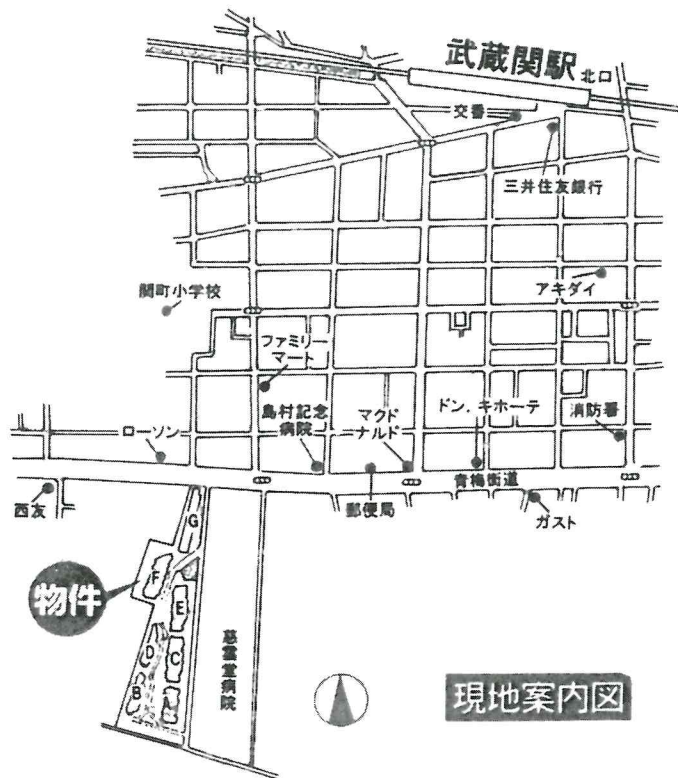 武蔵関駅 北口
交番
三井住友銀行
アキダイ
関町小学校
ファミリー
マート
島村記念
病院
マクド
ナルド
ドン.キホーテ
消防署
ローソン
西友
郵便局
青梅街道
ガスト
G
F
物件
E
D
C
B
慈雲堂病院
現地案内図